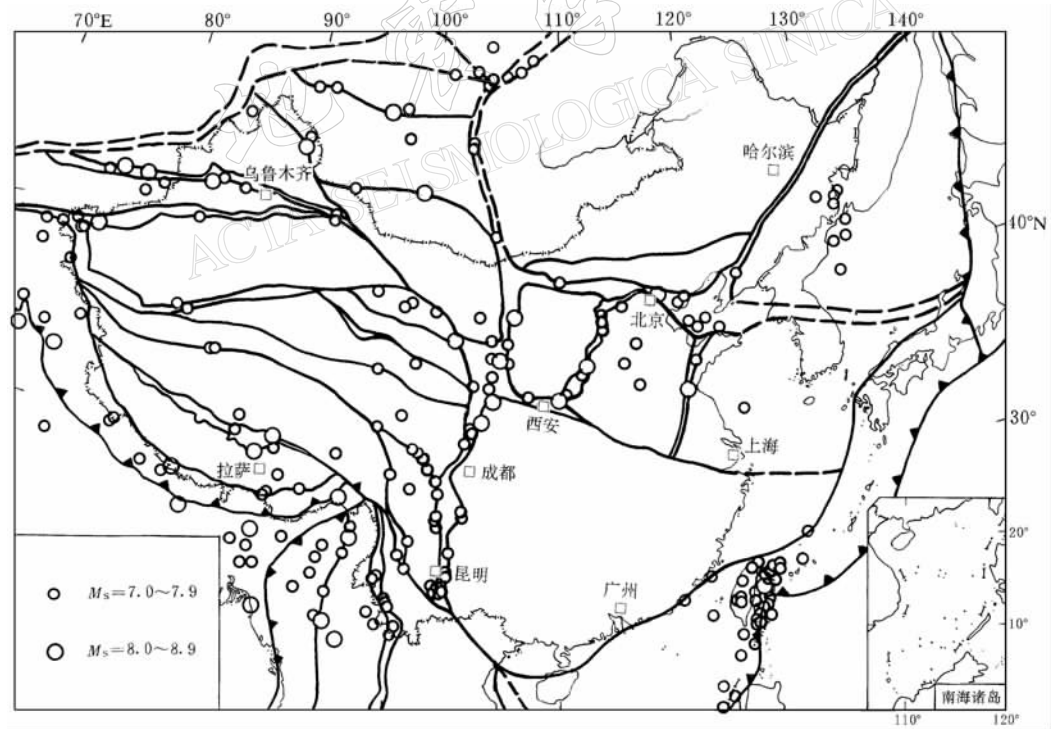 70°E 80° 90° 100° 110° 120° 130° 140°
ACTA SEISMOLOGICA SINICA
哈尔滨
乌鲁木齐
40°N
北京
西安
30°
上海
拉萨
成都
20°
昆明
广州
Ms=7.0~7.9
10°
Ms=8.0~8.9
南海诸岛
110° 120°